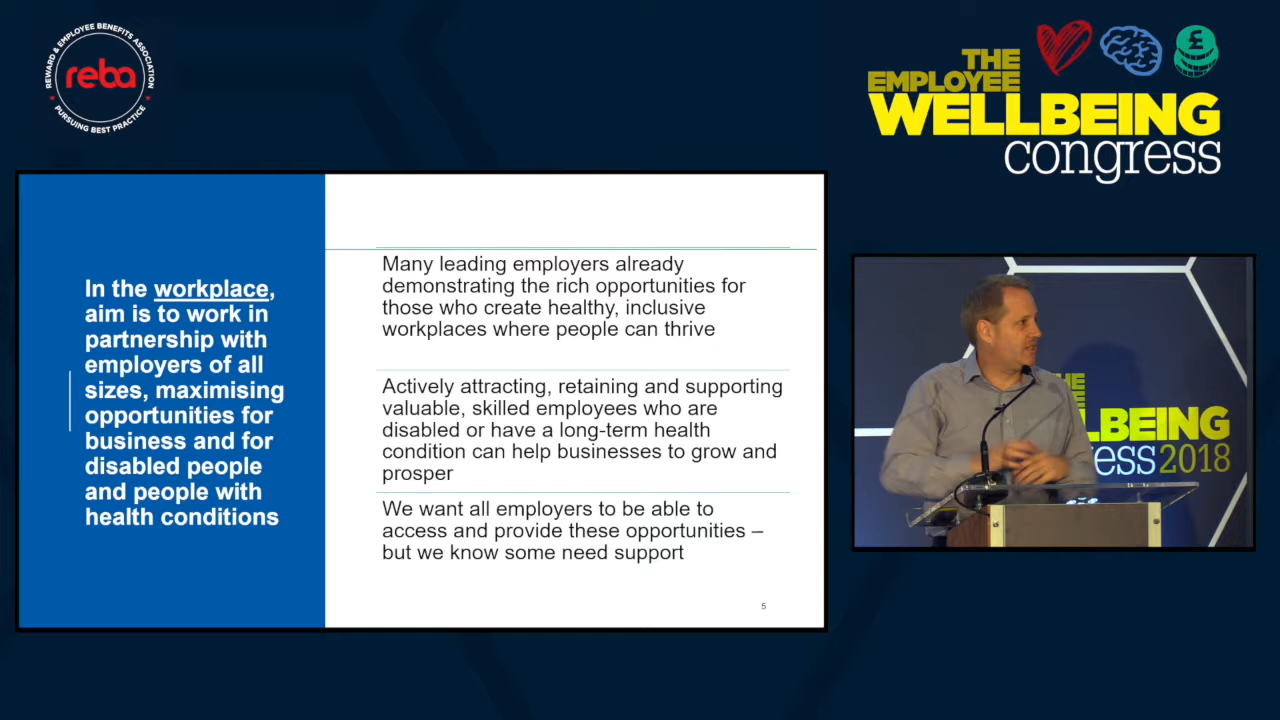 REWARD & EMPLOYEE BENEFITS ASSOCIATION
reba
PURSUING BEST PRACTICE
THE
EMPLOYEE
WELLBEING
congress
£
In the workplace,
aim is to work in
partnership with
employers of all
sizes, maximising
opportunities for
business and for
disabled people
and people with
health conditions
Many leading employers already
demonstrating the rich opportunities for
those who create healthy, inclusive
workplaces where people can thrive
Actively attracting, retaining and supporting
valuable, skilled employees who are
disabled or have a long-term health
condition can help businesses to grow and
prosper
We want all employers to be able to
access and provide these opportunities –
but we know some need support
5
HE
EE
LBEING
ess 2018